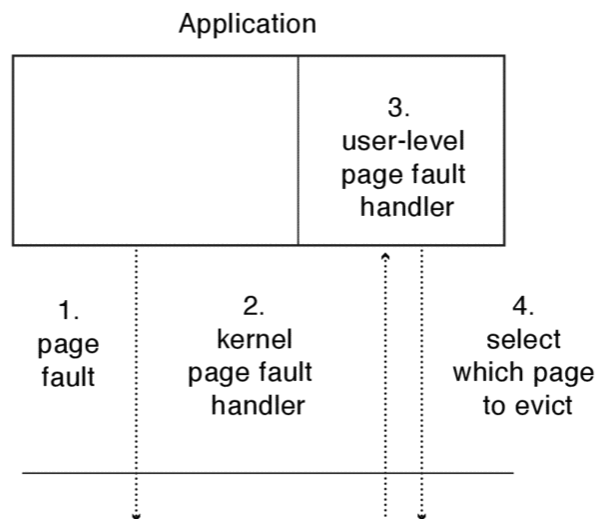 Application
3.
user-level
page fault
handler
1.
page
fault
2.
kernel
page fault
handler
4.
select
which page
to evict